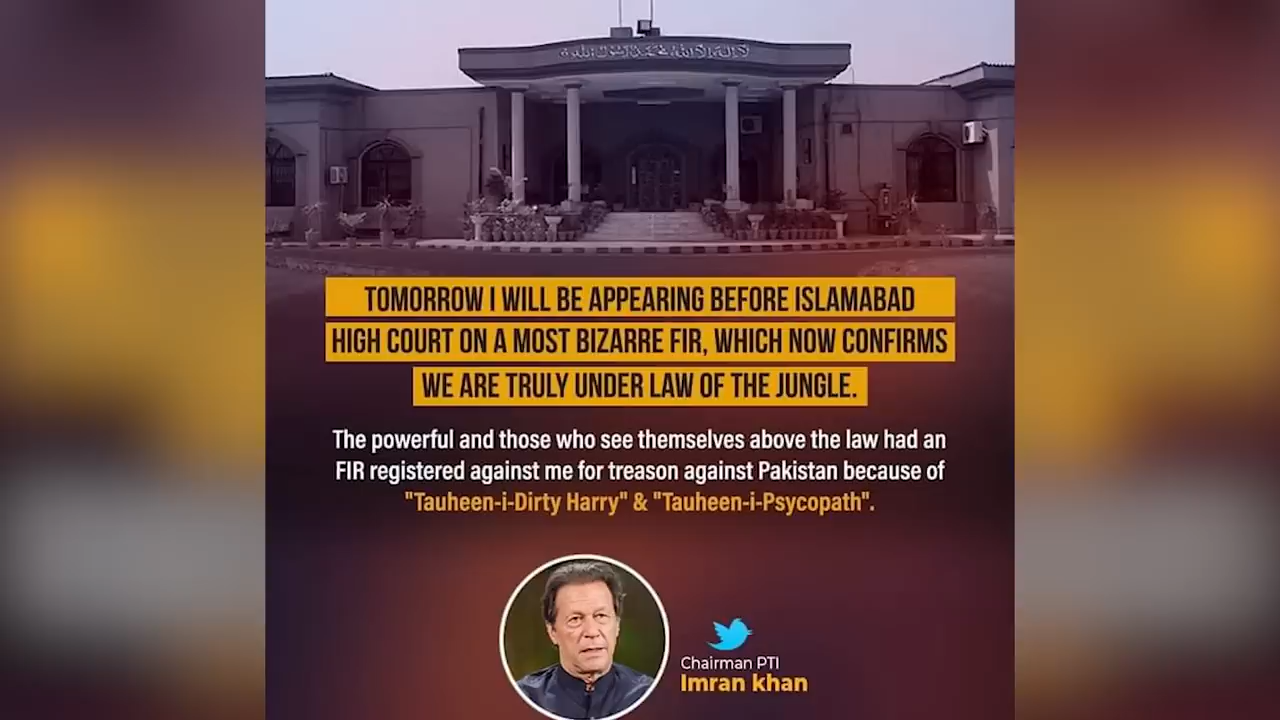 TOMORROW I WILL BE APPEARING BEFORE ISLAMABAD
HIGH COURT ON A MOST BIZARRE FIR, WHICH NOW CONFIRMS
WE ARE TRULY UNDER LAW OF THE JUNGLE.
The powerful and those who see themselves above the law had an
FIR registered against me for treason against Pakistan because of
"Tauheen-i-Dirty Harry" & "Tauheen-i-Psycopath".
Chairman PTI
Imran khan